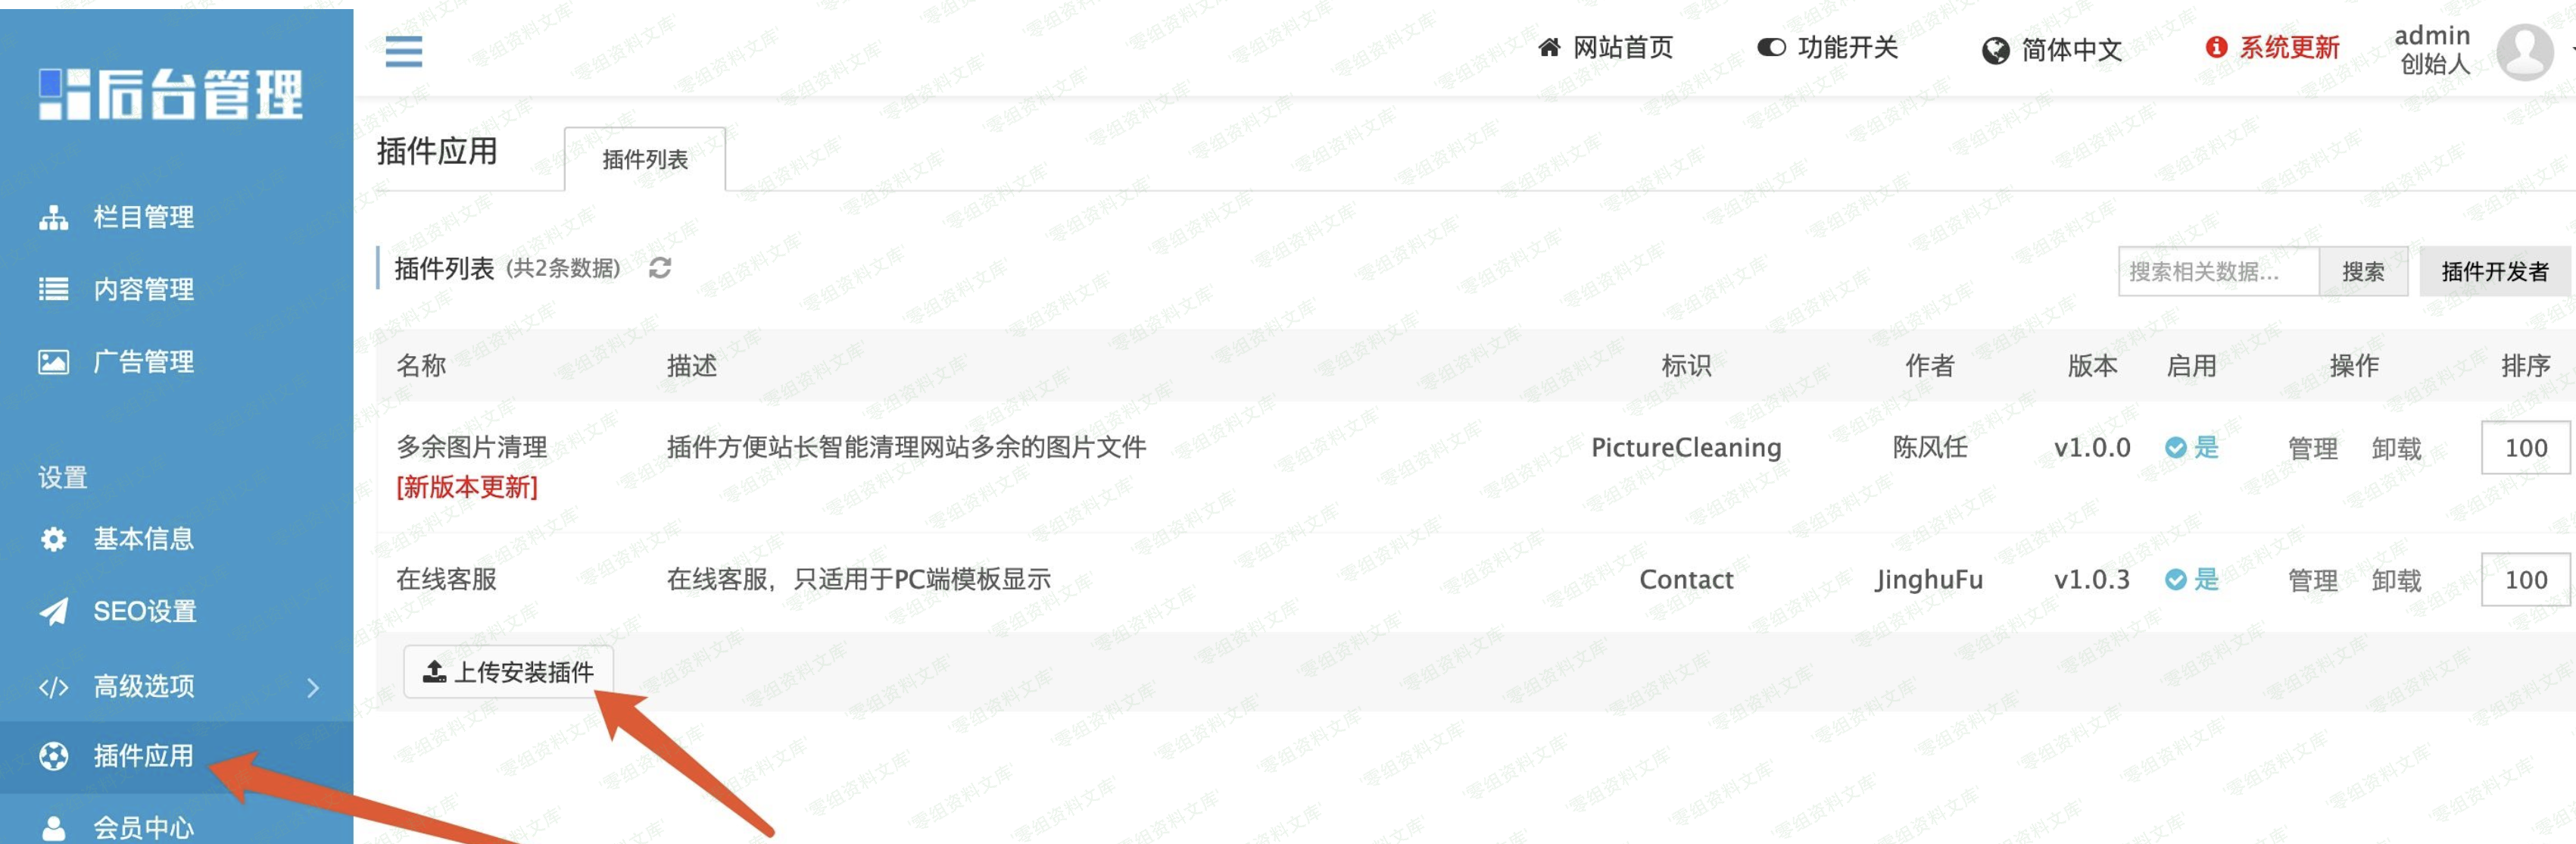 后台管理
网站首页 功能开关 简体中文 系统更新 admin
创始人
插件应用 插件列表
栏目管理
内容管理
广告管理
设置
基本信息
SEO设置
高级选项
插件应用
会员中心
插件列表 (共2条数据) 搜索相关数据... 搜索 插件开发者
名称 描述 标识 作者 版本 启用 操作 排序
多余图片清理 插件方便站长智能清理网站多余的图片文件 PictureCleaning 陈风任 v1.0.0 是 管理 卸载 100
[新版本更新]
在线客服 在线客服，只适用于PC端模板显示 Contact JinghuFu v1.0.3 是 管理 卸载 100
上传安装插件
零组资料文库